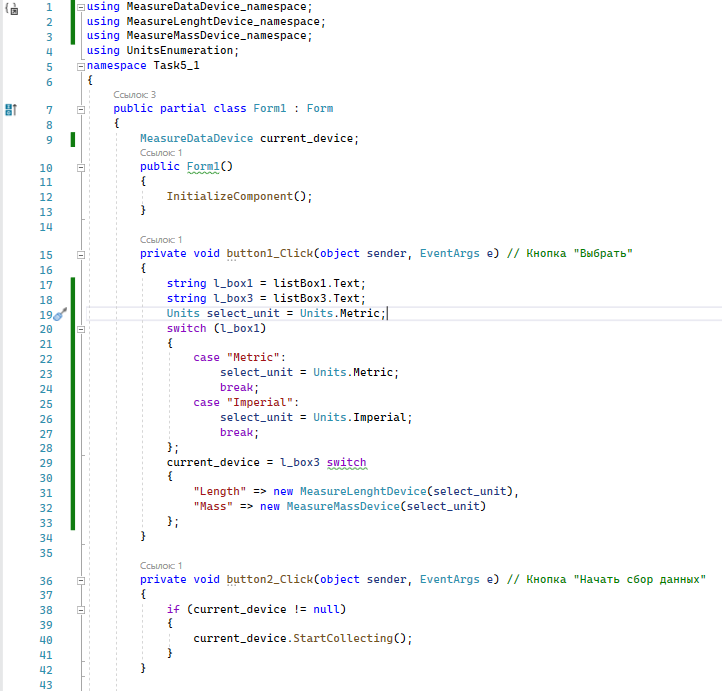 1 using MeasureDataDevice_namespace;
2 using MeasureLenghtDevice_namespace;
3 using MeasureMassDevice_namespace;
4 using UnitsEnumeration;
5 namespace Task5_1
6 {
Ссылок: 3
7 public partial class Form1 : Form
8 {
9 MeasureDataDevice current_device;
Ссылок: 1
10 public Form1()
11 {
12 InitializeComponent();
13 }
14
Ссылок: 1
15 private void button1_Click(object sender, EventArgs e) // Кнопка "Выбрать"
16 {
17 string l_box1 = listBox1.Text;
18 string l_box3 = listBox3.Text;
19 Units select_unit = Units.Metric;
20 switch (l_box1)
21 {
22 case "Metric":
23 select_unit = Units.Metric;
24 break;
25 case "Imperial":
26 select_unit = Units.Imperial;
27 break;
28 };
29 current_device = l_box3 switch
30 {
31 "Length" => new MeasureLenghtDevice(select_unit),
32 "Mass" => new MeasureMassDevice(select_unit)
33 };
34 }
35
Ссылок: 1
36 private void button2_Click(object sender, EventArgs e) // Кнопка "Начать сбор данных"
37 {
38 if (current_device != null)
39 {
40 current_device.StartCollecting();
41 }
42 }
43